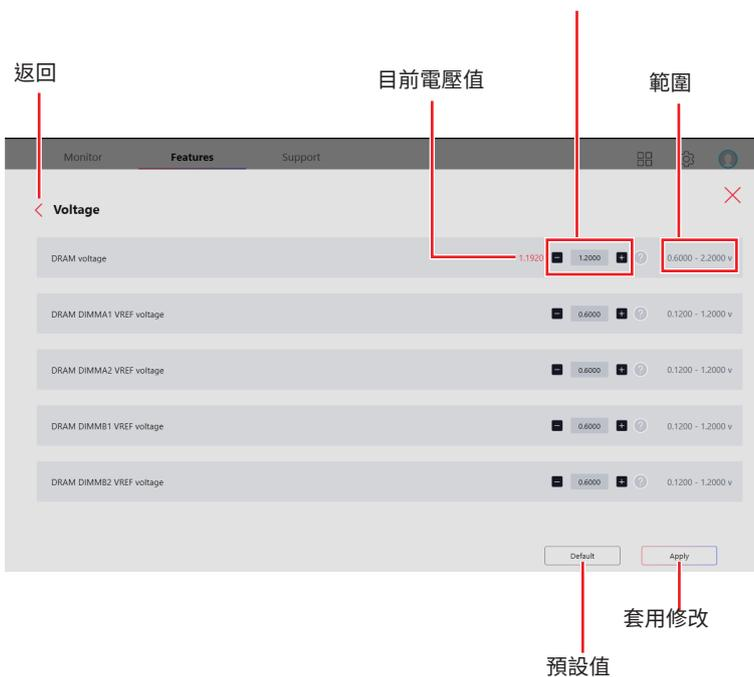 返回
目前電壓值
範圍
Monitor Features Support
Voltage
DRAM voltage 1.1920 - 1.2000 + ? 0.6000 - 2.2000 v
DRAM DIMMA1 VREF voltage - 0.6000 + ? 0.1200 - 1.2000 v
DRAM DIMMA2 VREF voltage - 0.6000 + ? 0.1200 - 1.2000 v
DRAM DIMMB1 VREF voltage - 0.6000 + ? 0.1200 - 1.2000 v
DRAM DIMMB2 VREF voltage - 0.6000 + ? 0.1200 - 1.2000 v
Default Apply
套用修改
預設值